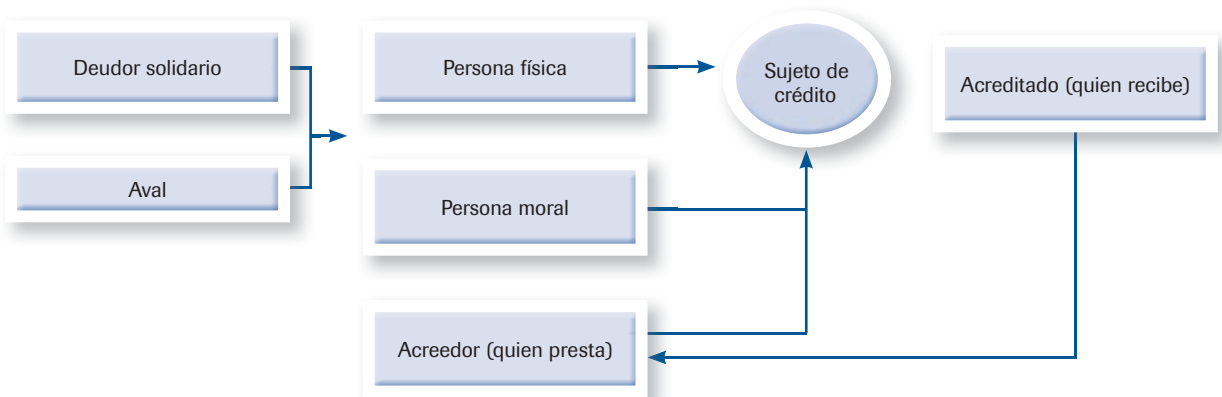 Deudor solidario
Aval
Persona física
Persona moral
Acreedor (quien presta)
Sujeto de
crédito
Acreditado (quien recibe)